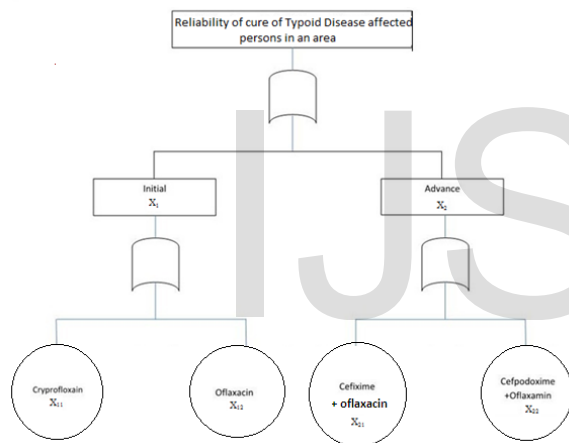 Reliability of cure of Typoid Disease affected
persons in an area
IJS
Initial
X₁
Advance
X₂
Cryprofloxain
X₁₁
Oflaxacin
X₁₂
Cefixime
+ oflaxacin
X₂₁
Cefpodoxime
+Oflaxamin
X₂₂